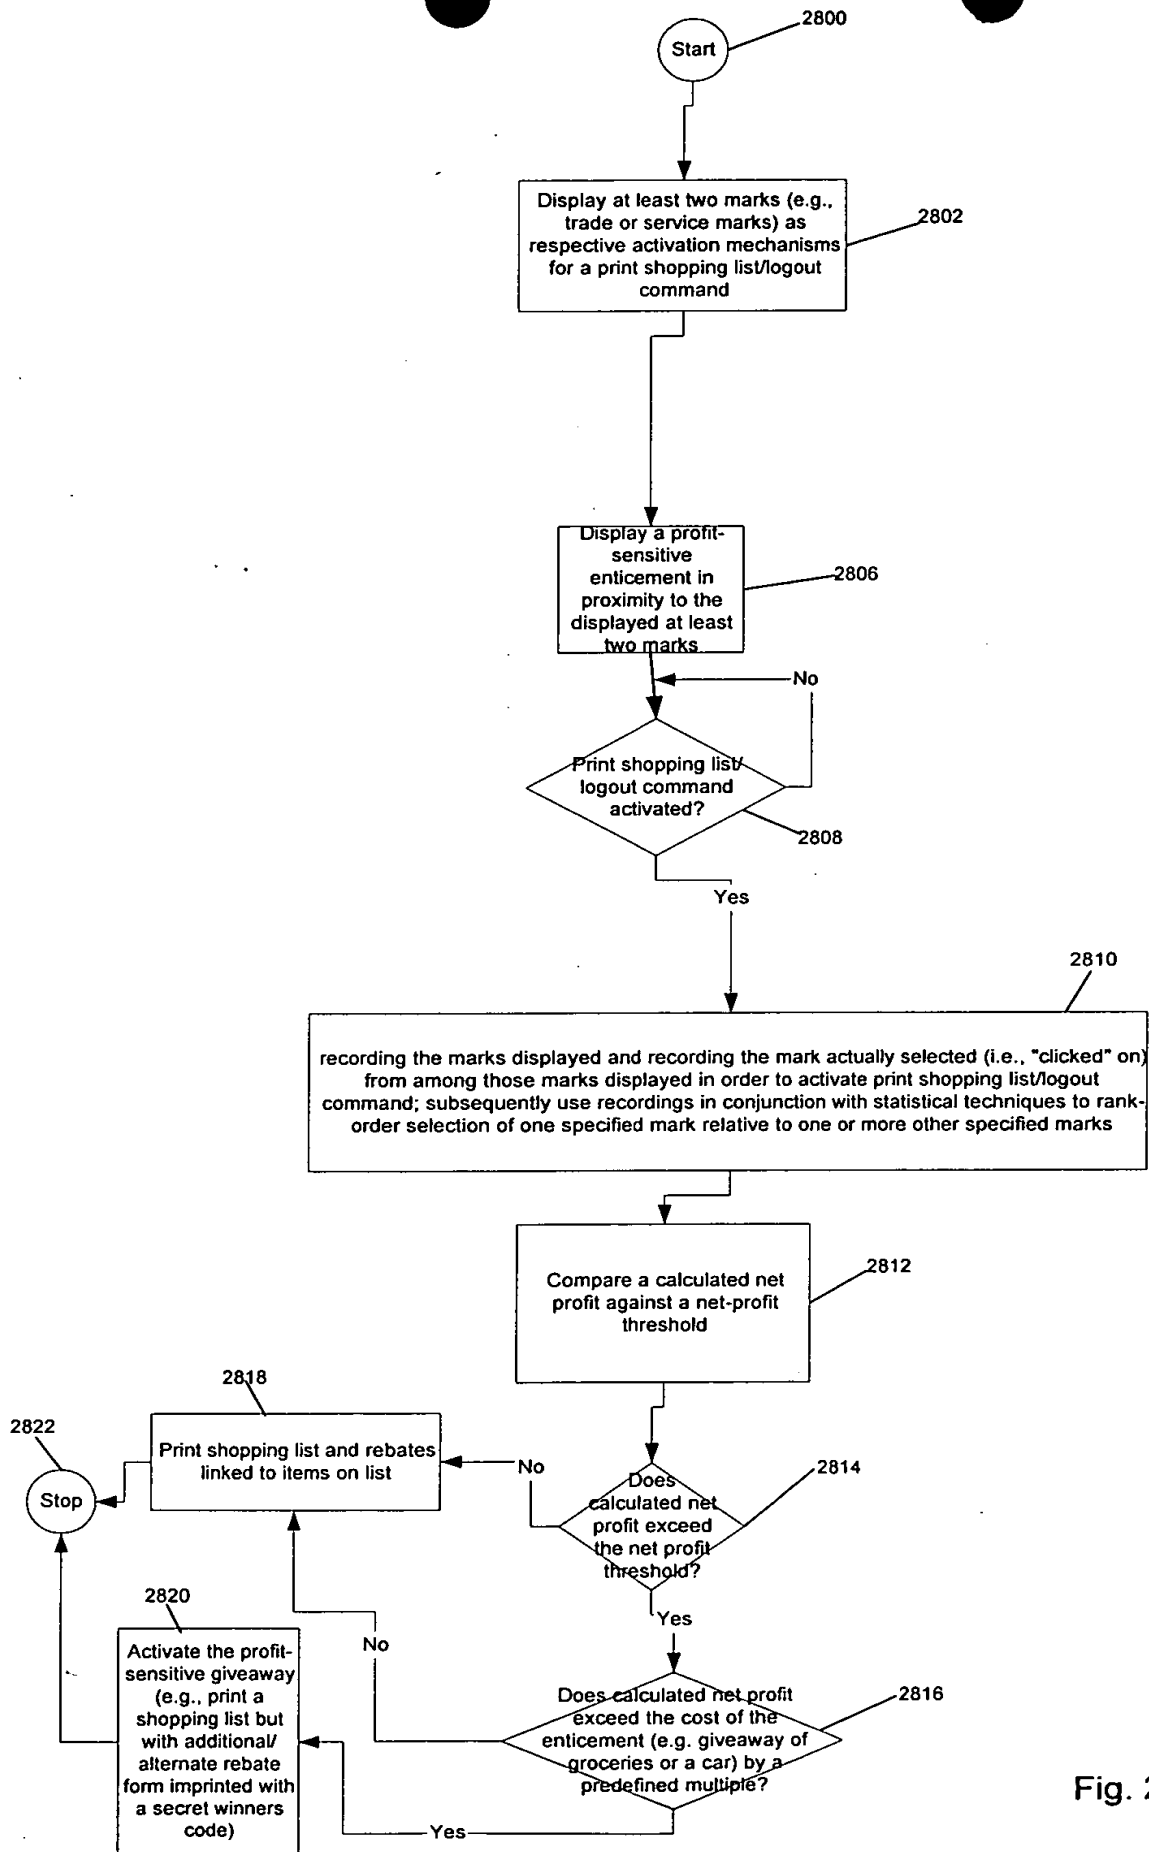 2800
Start
Display at least two marks (e.g.,
trade or service marks) as
respective activation mechanisms
for a print shopping list/logout
command
2802
Display a profit-
sensitive
enticement in
proximity to the
displayed at least
two marks
2806
No
Print shopping list/
logout command
activated?
2808
Yes
2810
recording the marks displayed and recording the mark actually selected (i.e., "clicked" on)
from among those marks displayed in order to activate print shopping list/logout
command; subsequently use recordings in conjunction with statistical techniques to rank-
order selection of one specified mark relative to one or more other specified marks
Compare a calculated net
profit against a net-profit
threshold
2812
2818
2822
Print shopping list and rebates
linked to items on list
Stop
No
Does
calculated net
profit exceed
the net profit
threshold?
2814
Yes
2820
No
Activate the profit-
sensitive giveaway
(e.g., print a
shopping list but
with additional/
alternate rebate
form imprinted with
a secret winners
code)
Does calculated net profit
exceed the cost of the
enticement (e.g. giveaway of
groceries or a car) by a
predefined multiple?
2816
Yes
Fig.